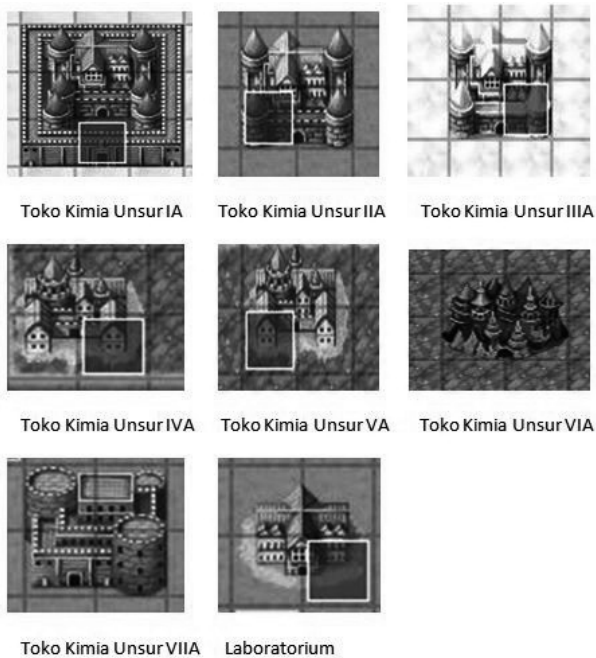 Toko Kimia Unsur IA Toko Kimia Unsur IIA Toko Kimia Unsur IIIA
Toko Kimia Unsur IVA Toko Kimia Unsur VA Toko Kimia Unsur VIA
Toko Kimia Unsur VIIA Laboratorium